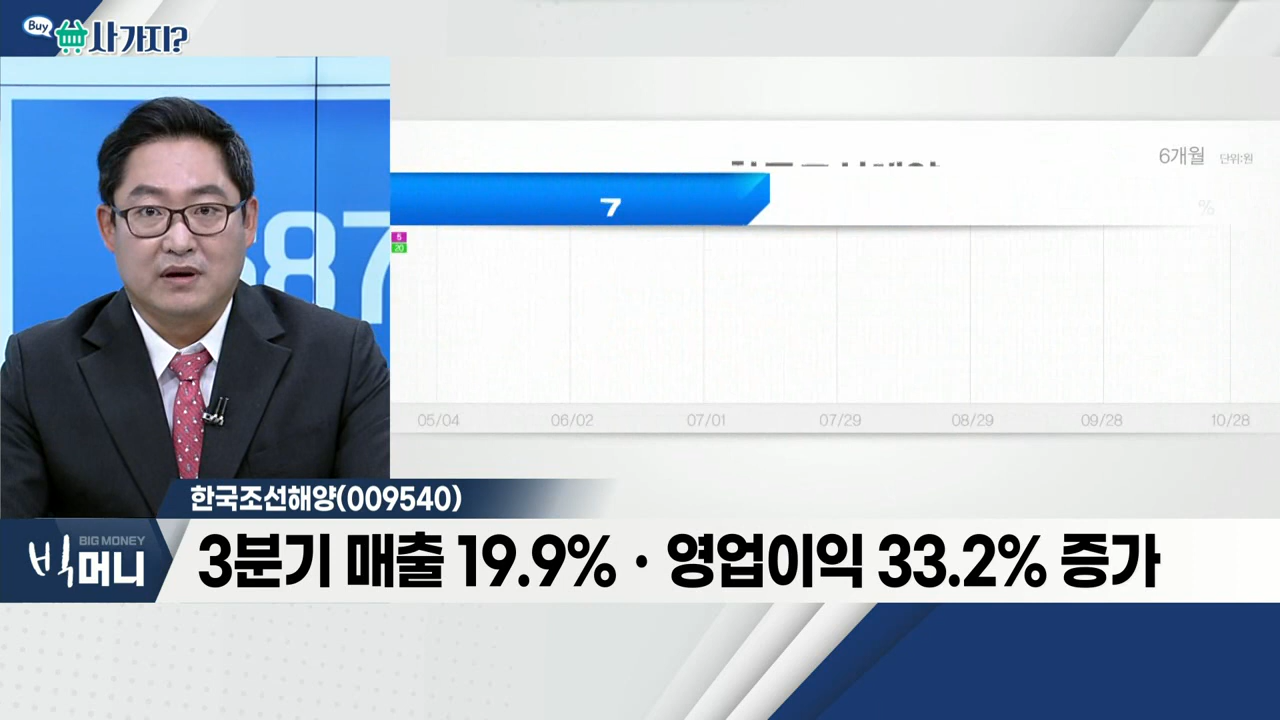 Buy
사가지?
87
6개월 단위:원
7
%
5
20
05/04 06/02 07/01 07/29 08/29 09/28 10/28
한국조선해양(009540)
BIG MONEY
빅머니
3분기 매출 19.9%·영업이익 33.2% 증가